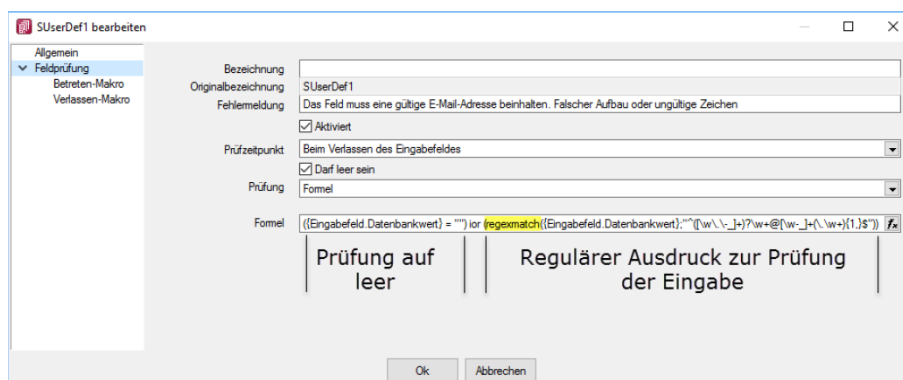 SUserDef1 bearbeiten
Allgemein
Feldprüfung
Betreten-Makro
Verlassen-Makro
Bezeichnung
Originalbezeichnung SUserDef1
Fehlermeldung Das Feld muss eine gültige E-Mail-Adresse beinhalten. Falscher Aufbau oder ungültige Zeichen
Aktiviert
Prüfzeitpunkt Beim Verlassen des Eingabefeldes
Darf leer sein
Prüfung Formel
Formel ({Eingabefeld.Datenbankwert} = "") ior (regexmatch({Eingabefeld.Datenbankwert};"^([\w\.\-_]+)?\w+@[\w-_]+(\.\w+){1,}$")) fx
Prüfung auf
leer
Regulärer Ausdruck zur Prüfung
der Eingabe
Ok Abbrechen